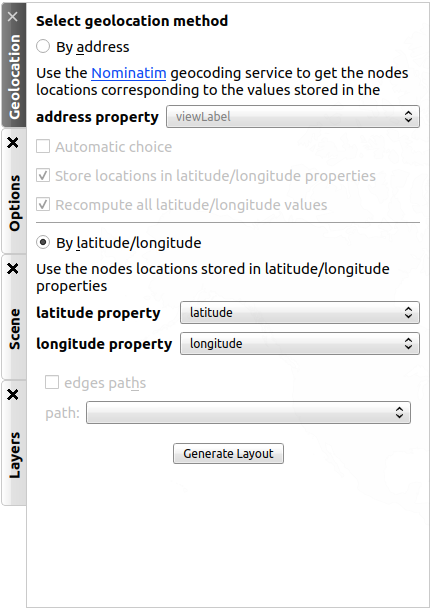 Geolocation
Options
Scene
Layers
Select geolocation method
By address
Use the Nominatim geocoding service to get the nodes
locations corresponding to the values stored in the
address property viewLabel
Automatic choice
Store locations in latitude/longitude properties
Recompute all latitude/longitude values
By latitude/longitude
Use the nodes locations stored in latitude/longitude
properties
latitude property latitude
longitude property longitude
edges paths
path:
Generate Layout